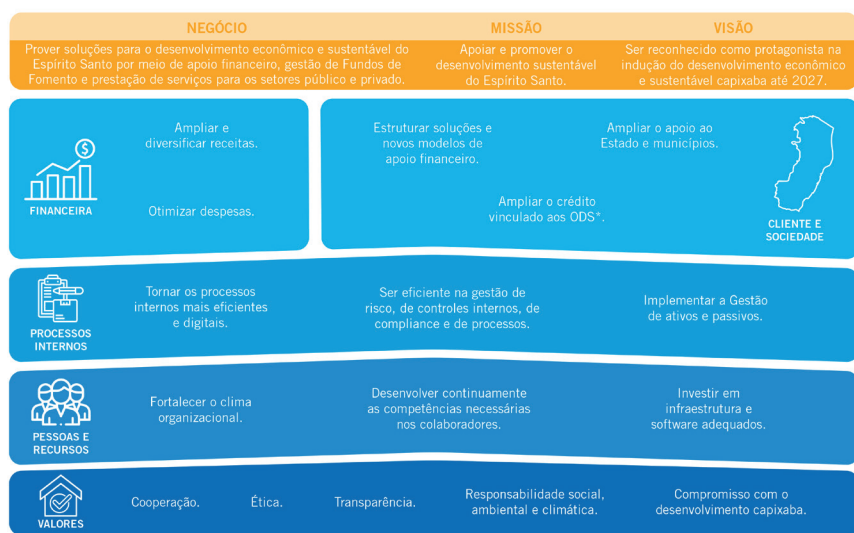 NEGÓCIO
Prover soluções para o desenvolvimento econômico e sustentável do
Espírito Santo por meio de apoio financeiro, gestão de Fundos de
Fomento e prestação de serviços para os setores público e privado.
MISSÃO
Apoiar e promover o
desenvolvimento sustentável
do Espírito Santo.
VISÃO
Ser reconhecido como protagonista na
indução do desenvolvimento econômico
e sustentável capixaba até 2027.
$
FINANCEIRA
Ampliar e
diversificar receitas.
Otimizar despesas.
Estruturar soluções e
novos modelos de
apoio financeiro.
Ampliar o apoio ao
Estado e municípios.
Ampliar o crédito
vinculado aos ODS*.
CLIENTE E
SOCIEDADE
PROCESSOS
INTERNOS
Tornar os processos
internos mais eficientes
e digitais.
Ser eficiente na gestão de
risco, de controles internos, de
compliance e de processos.
Implementar a Gestão
de ativos e passivos.
PESSOAS E
RECURSOS
Fortalecer o clima
organizacional.
Desenvolver continuamente
as competências necessárias
nos colaboradores.
Investir em
infraestrutura e
software adequados.
VALORES
Cooperação.
Ética.
Transparência.
Responsabilidade social,
ambiental e climática.
Compromisso com o
desenvolvimento capixaba.